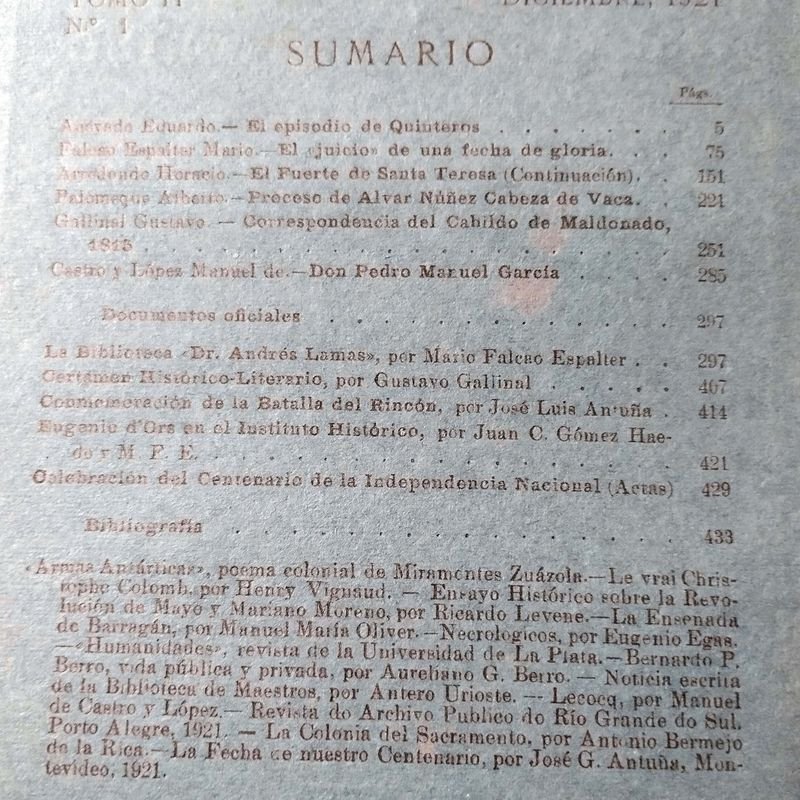 TOMO II DICIEMBRE, 1921
N.º 1
SUMARIO
Págs.
Andrade Eduardo.— El episodio de Quinteros . . . . . . . 5
Falcao Espalter Mario.— El «juicio» de una fecha de gloria. . . 75
Arredondo Horacio.— El Fuerte de Santa Teresa (Continuación). . 151
Palomeque Alberto.—Proceso de Alvar Núñez Cabeza de Vaca. . 221
Gallinal Gustavo. — Correspondencia del Cabildo de Maldonado,
1815 . . . . . . . . . . . . . . . . 251
Castro y López Manuel de.—Don Pedro Manuel García . . . . 285
Documentos oficiales . . . . . . . . . . . . 297
La Biblioteca «Dr. Andrés Lamas», por Mario Falcao Espalter . . 297
Certamen Histórico-Literario, por Gustavo Gallinal . . . . . 407
Conmemoración de la Batalla del Rincón, por José Luis Antuña . 414
Eugenio d'Ors en el Instituto Histórico, por Juan C. Gómez Hae-
do y M. F. E. . . . . . . . . . . . . . . 421
Celebración del Centenario de la Independencia Nacional (Actas) 429
Bibliografía . . . . . . . . . . . . . . 433
«Armas Antárticas», poema colonial de Miramontes Zuázola.—Le vrai Chris-
tophe Colomb, por Henry Vignaud. — Ensayo Histórico sobre la Revo-
lución de Mayo y Mariano Moreno, por Ricardo Levene.—La Ensenada
de Barragán, por Manuel María Oliver.—Necrologicos, por Eugenio Egas.
—«Humanidades», revista de la Universidad de La Plata.—Bernardo P.
Berro, vida pública y privada, por Aureliano G. Berro. — Noticia escrita
de la Biblioteca de Maestros, por Antero Urioste. — Lecocq, por Manuel
de Castro y López.— Revista do Archivo Publico do Rio Grande do Sul.
Porto Alegre, 1921. — La Colonia del Sacramento, por Antonio Bermejo
de la Rica.—La Fecha de nuestro Centenario, por José G. Antuña, Mon-
tevideo, 1921.